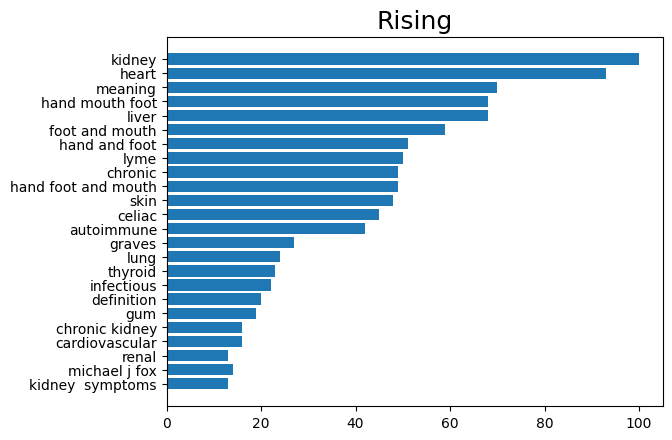 Rising
kidney
heart
meaning
hand mouth foot
liver
foot and mouth
hand and foot
lyme
chronic
hand foot and mouth
skin
celiac
autoimmune
graves
lung
thyroid
infectious
definition
gum
chronic kidney
cardiovascular
renal
michael j fox
kidney  symptoms
0 20 40 60 80 100